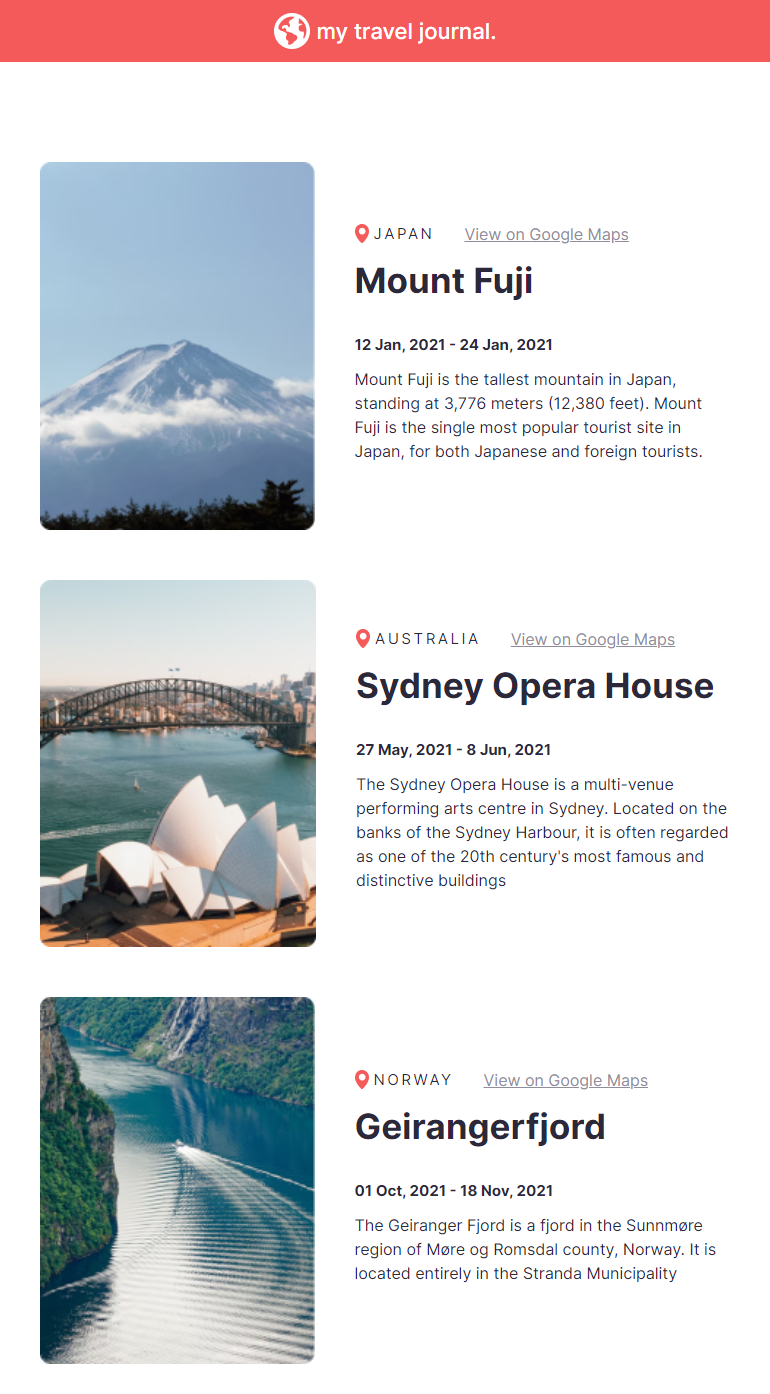 my travel journal.
JAPAN View on Google Maps
Mount Fuji
12 Jan, 2021 - 24 Jan, 2021
Mount Fuji is the tallest mountain in Japan,
standing at 3,776 meters (12,380 feet). Mount
Fuji is the single most popular tourist site in
Japan, for both Japanese and foreign tourists.
AUSTRALIA View on Google Maps
Sydney Opera House
27 May, 2021 - 8 Jun, 2021
The Sydney Opera House is a multi-venue
performing arts centre in Sydney. Located on the
banks of the Sydney Harbour, it is often regarded
as one of the 20th century's most famous and
distinctive buildings
NORWAY View on Google Maps
Geirangerfjord
01 Oct, 2021 - 18 Nov, 2021
The Geiranger Fjord is a fjord in the Sunnmøre
region of Møre og Romsdal county, Norway. It is
located entirely in the Stranda Municipality